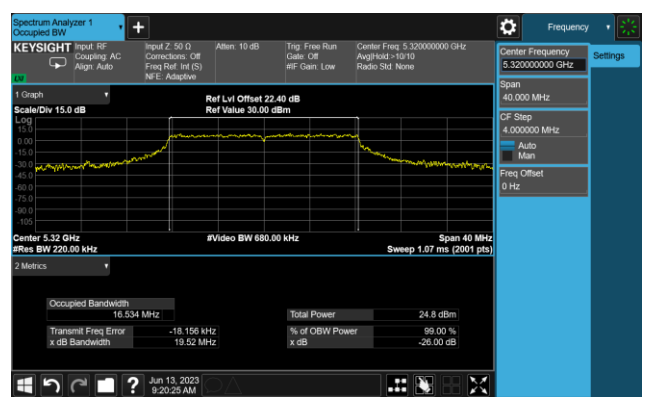 Spectrum Analyzer 1
Occupied BW
Frequency
KEYSIGHT
Input: RF
Coupling: AC
Align: Auto
Input Z: 50 Ω
Corrections: Off
Freq Ref: Int (S)
NFE: Adaptive
Atten: 10 dB
Trig: Free Run
Gate: Off
#IF Gain: Low
Center Freq: 5.320000000 GHz
Avg|Hold:>10/10
Radio Std: None
Center Frequency
5.320000000 GHz
Settings
Span
40.000 MHz
CF Step
4.000000 MHz
Auto
Man
Freq Offset
0 Hz
1 Graph
Scale/Div 15.0 dB
Ref Lvl Offset 22.40 dB
Ref Value 30.00 dBm
Log
15.0
0.00
-15.0
-30.0
-45.0
-60.0
-75.0
-90.0
-105
Center 5.32 GHz
#Res BW 220.00 kHz
#Video BW 680.00 kHz
Span 40 MHz
Sweep 1.07 ms (2001 pts)
2 Metrics
Occupied Bandwidth
16.534 MHz
Total Power 24.8 dBm
Transmit Freq Error -18.156 kHz
% of OBW Power 99.00 %
x dB Bandwidth 19.52 MHz
x dB -26.00 dB
Jun 13, 2023
9:20:25 AM